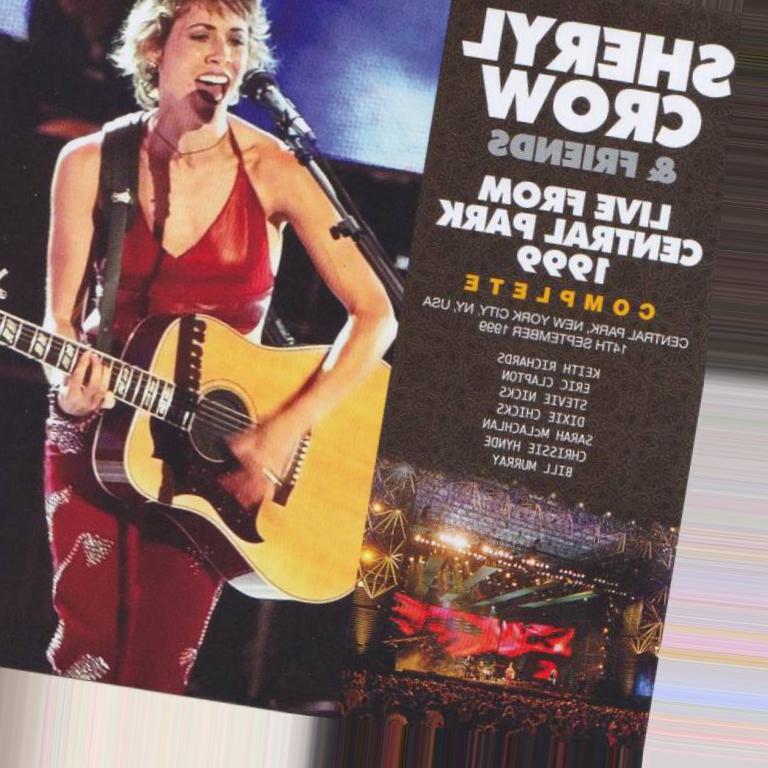 SHERYL
CROW
& FRIENDS
LIVE FROM
CENTRAL PARK
1999
COMPLETE
CENTRAL PARK, NEW YORK CITY, NY, USA
14TH SEPTEMBER 1999
KEITH RICHARDS
ERIC CLAPTON
STEVIE NICKS
DIXIE CHICKS
SARAH McLACHLAN
CHRISSIE HYNDE
BILL MURRAY